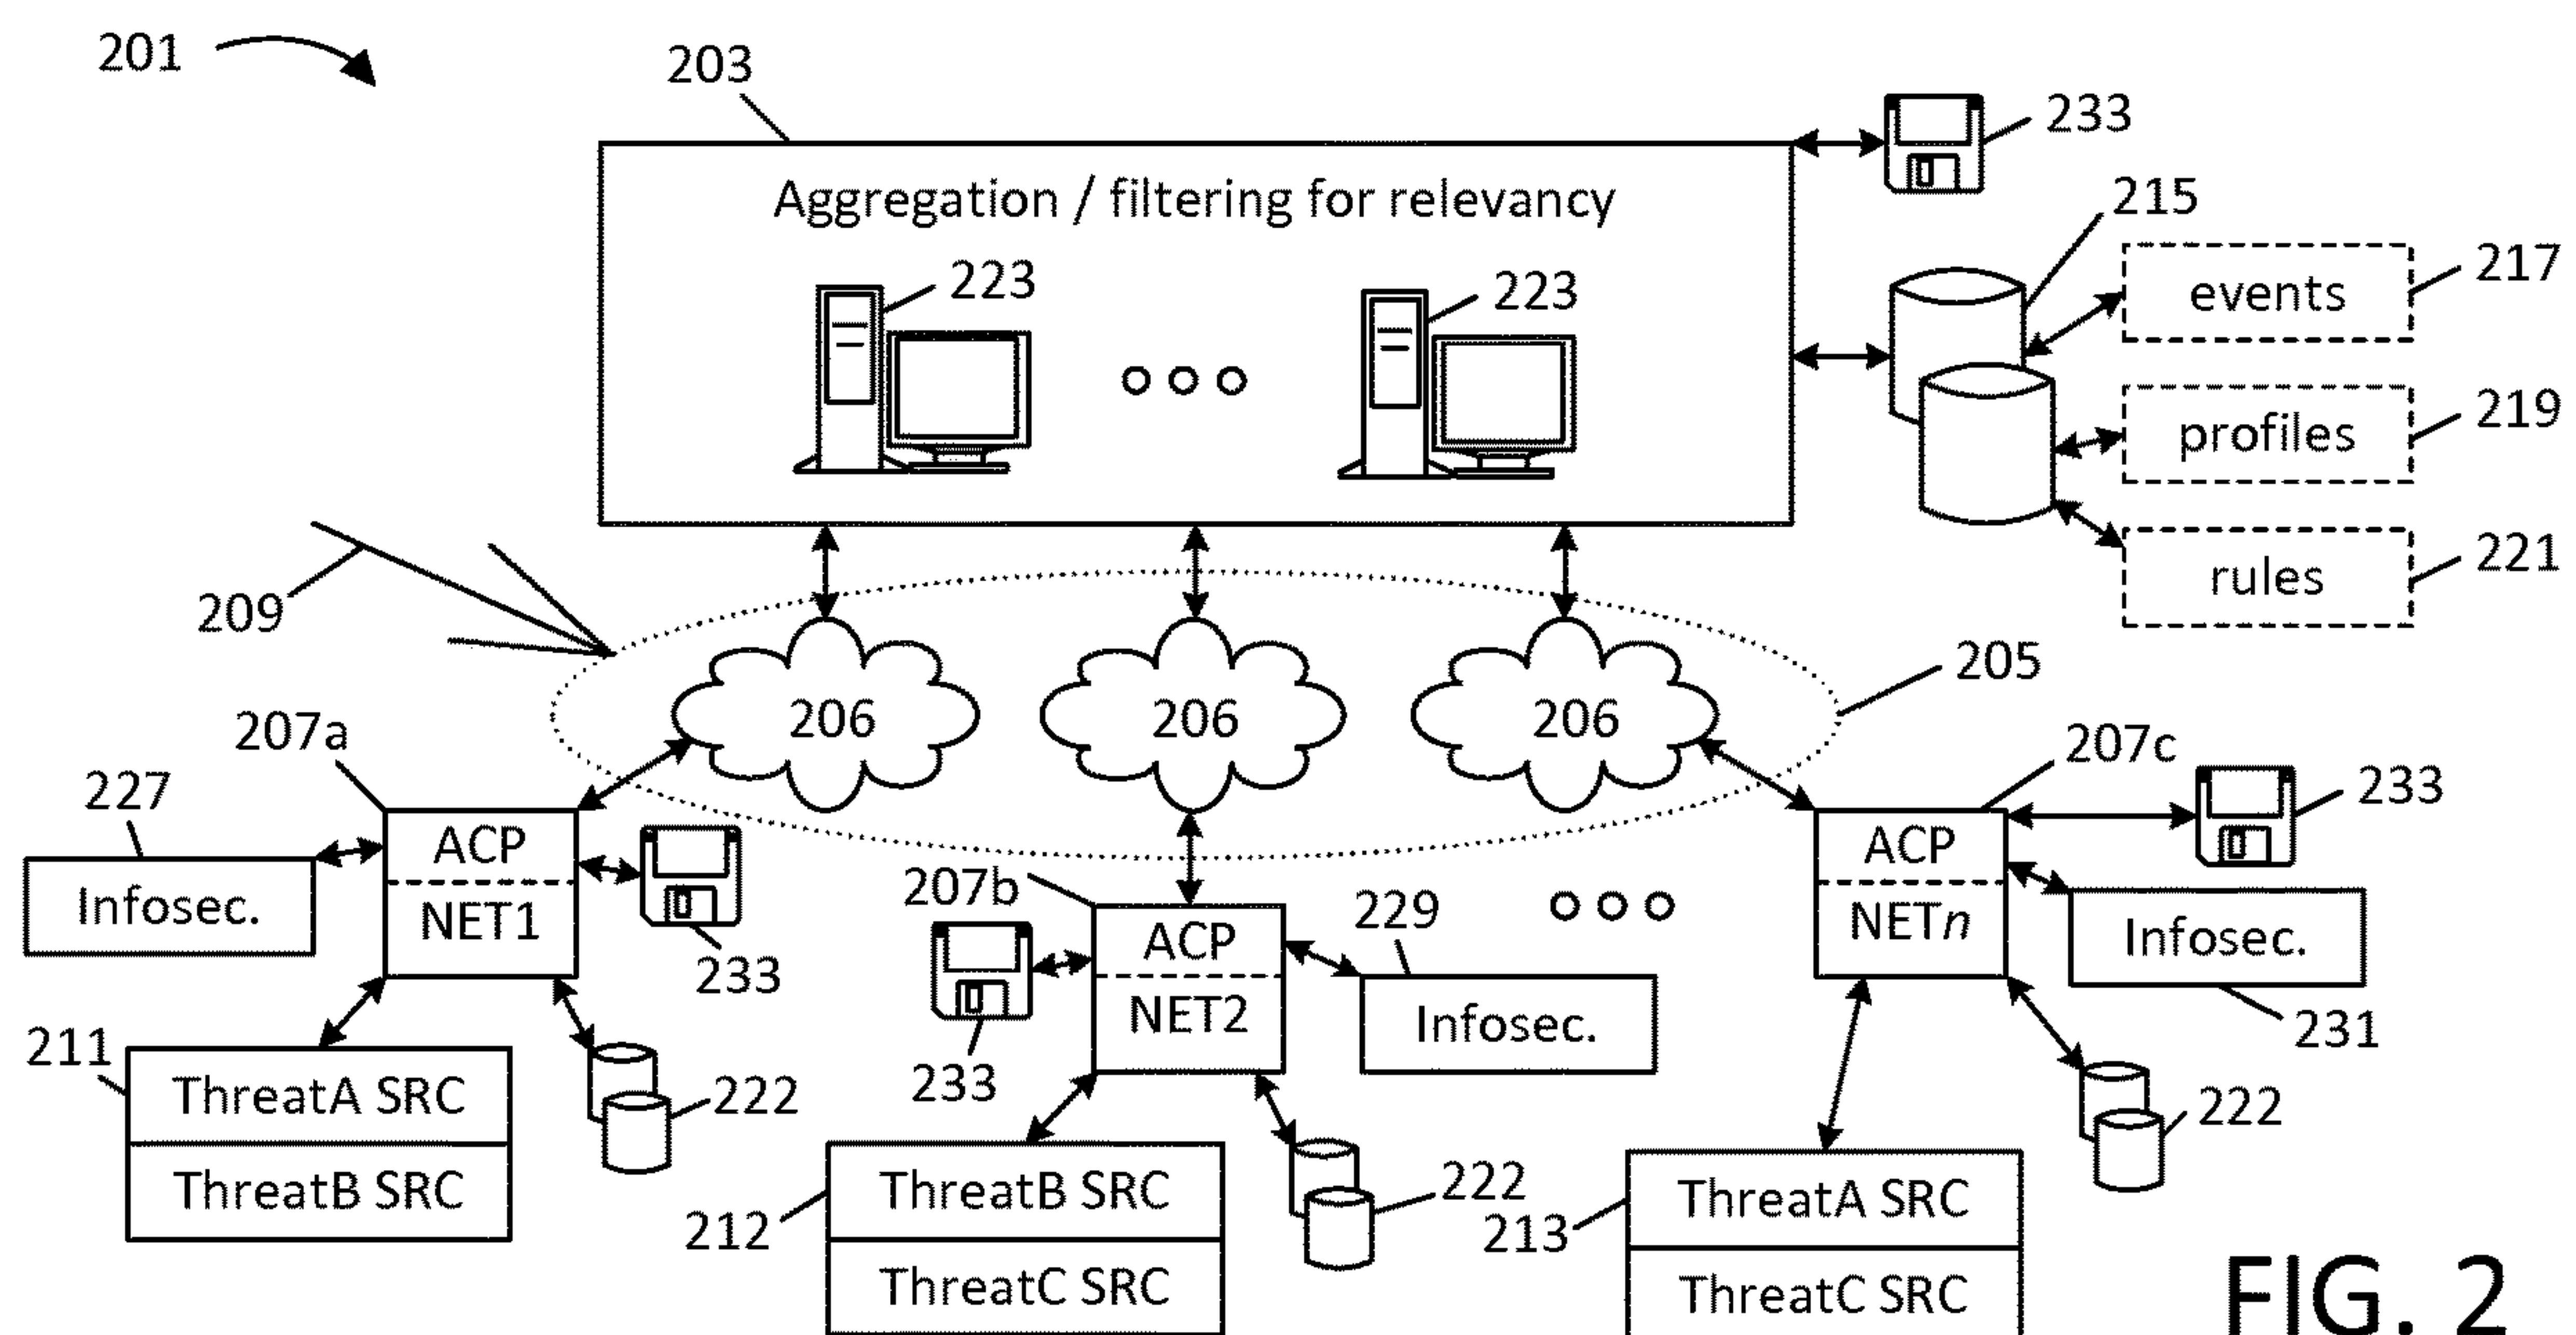 201
203
233
Aggregation / filtering for relevancy
215
217
223
223
events
219
profiles
221
rules
209
205
206
206
206
207a
207c
227
233
ACP
ACP
207b
229
Infosec.
NET1
NETn
Infosec.
233
ACP
231
NET2
Infosec.
211
233
ThreatA SRC
222
222
ThreatB SRC
ThreatB SRC
222
ThreatA SRC
212
213
ThreatC SRC
ThreatC SRC
FIG. 2